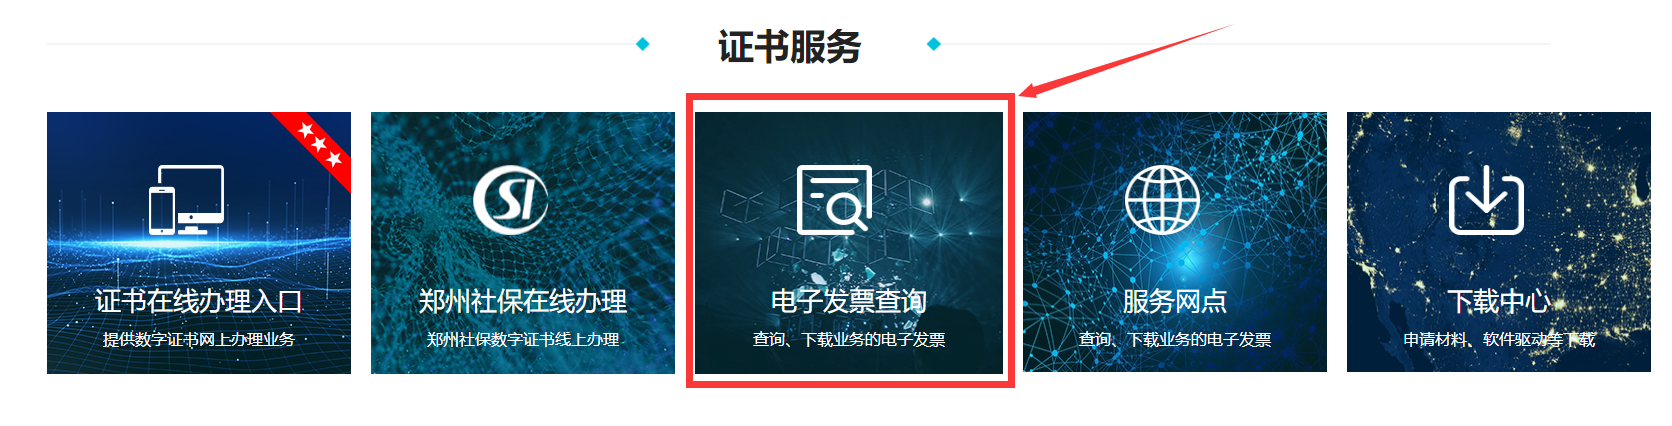 证书服务
证书在线办理入口
提供数字证书网上办理业务
SI
郑州社保在线办理
郑州社保数字证书线上办理
电子发票查询
查询、下载业务的电子发票
服务网点
查询、下载业务的电子发票
下载中心
申请材料、软件驱动等下载